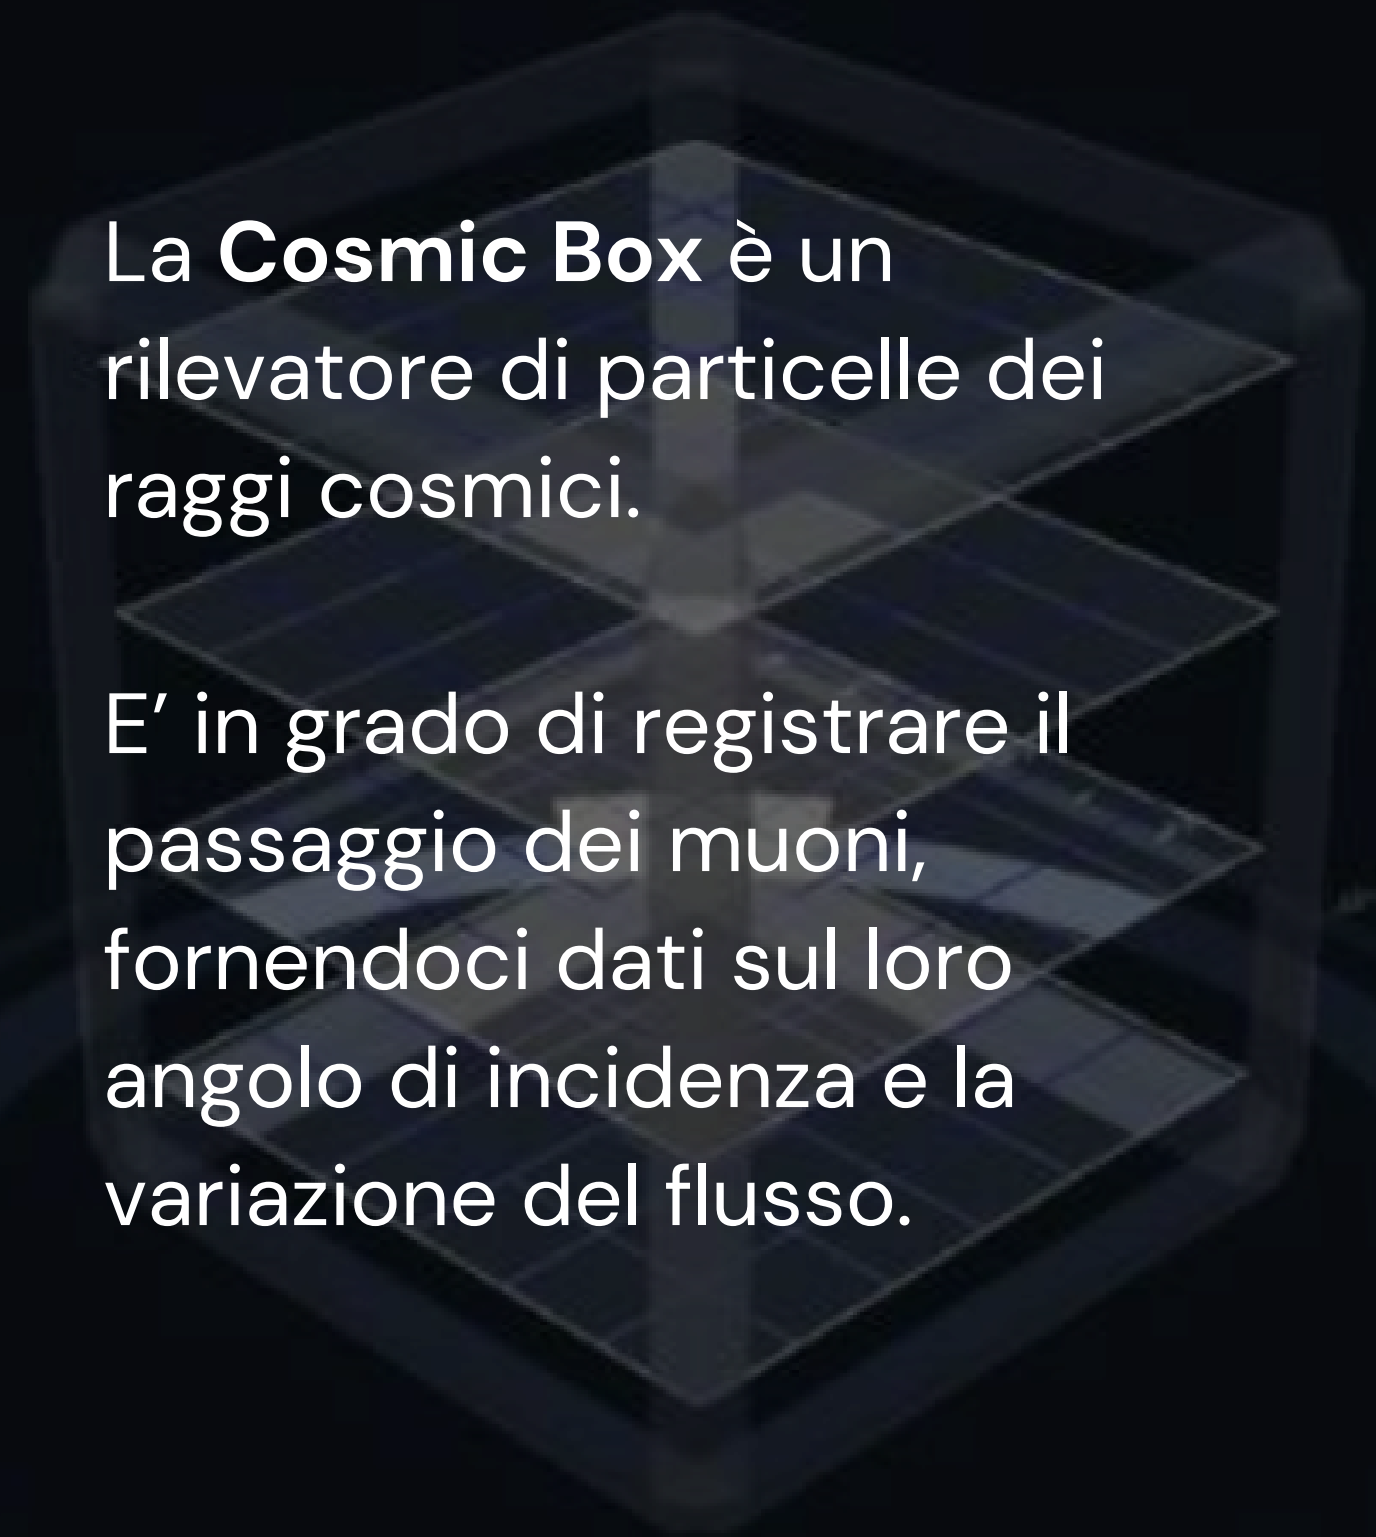 La Cosmic Box è un
rilevatore di particelle dei
raggi cosmici.
E’ in grado di registrare il
passaggio dei muoni,
fornendoci dati sul loro
angolo di incidenza e la
variazione del flusso.